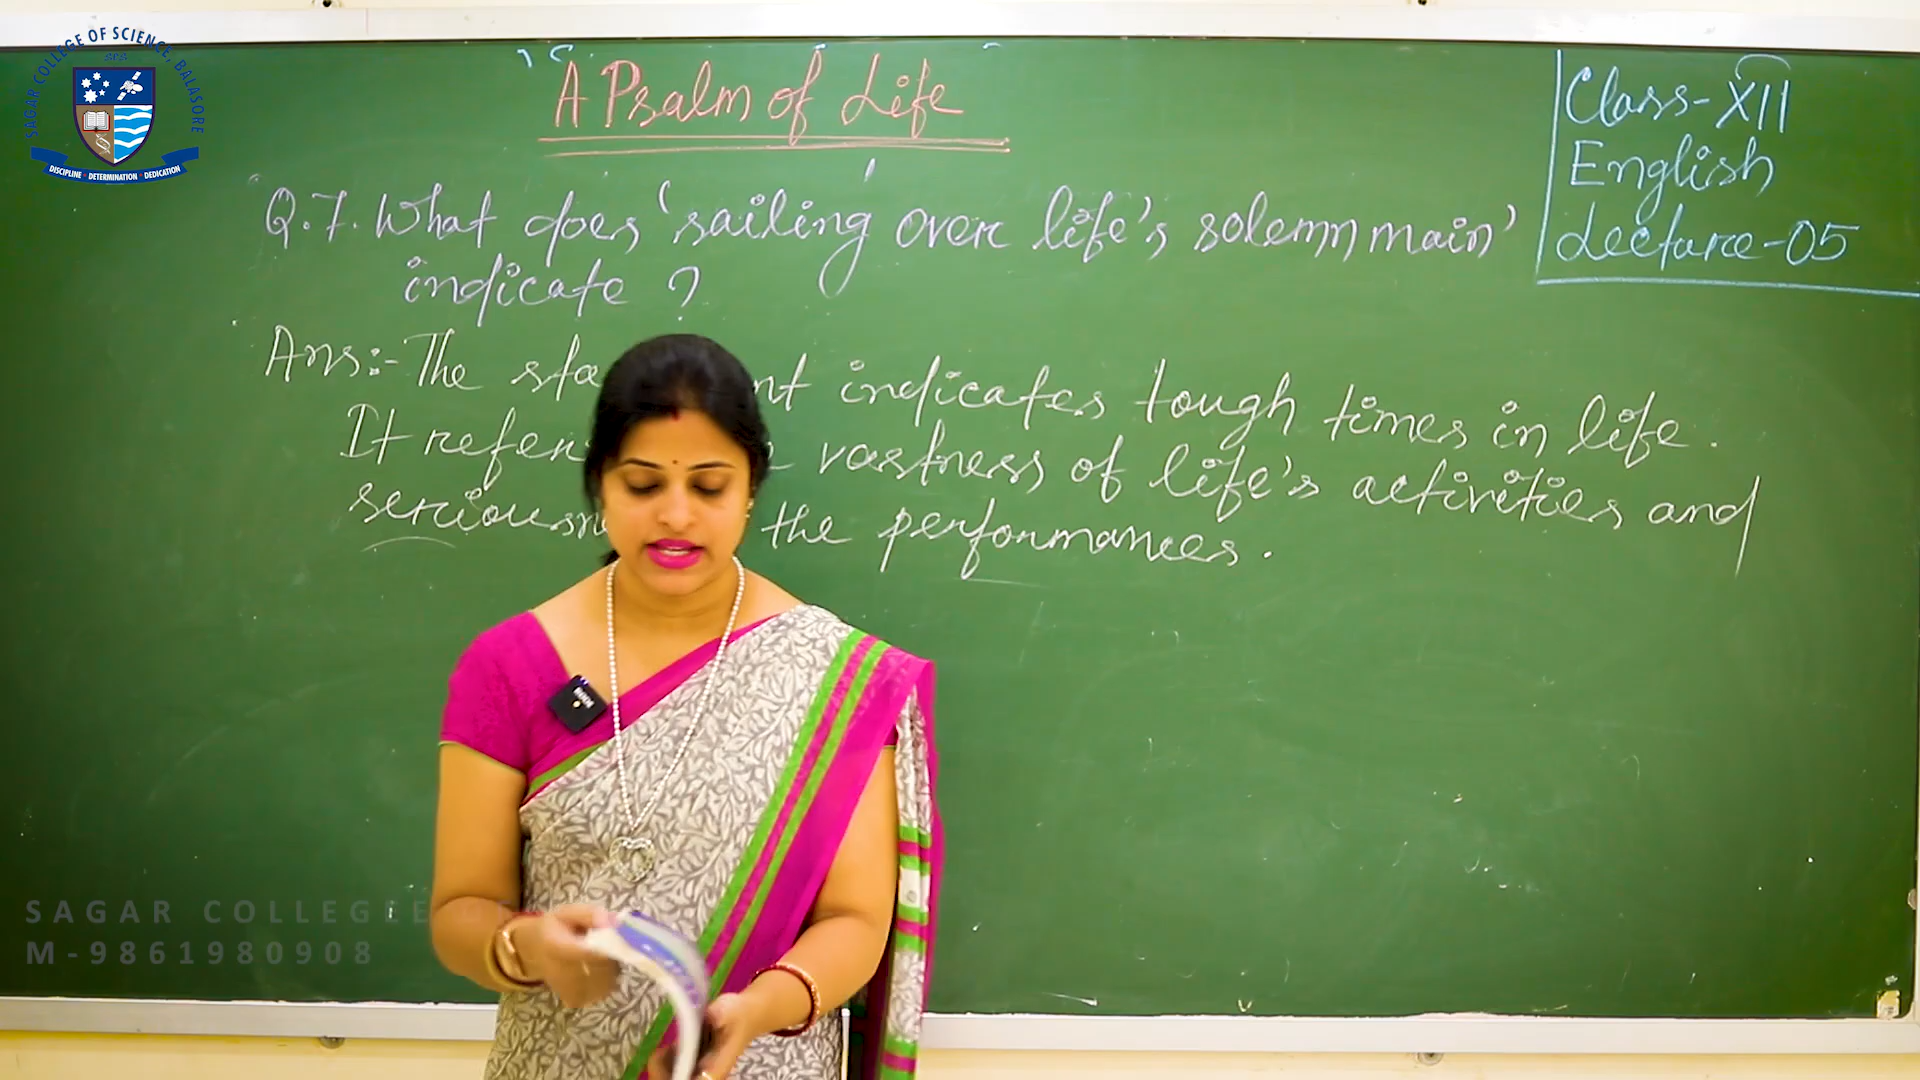 SAGAR COLLEGE OF SCIENCE, BALASORE
DISCIPLINE DETERMINATION DEDICATION
A Psalm of Life
Class-XII
English
Lecture-05
Q.7. What does 'sailing over life's solemn main'
indicate ?
Ans:- The indicates tough times in life.
It vastness of life's activities and
the performances.
SAGAR COLLEGE
M-9861980908